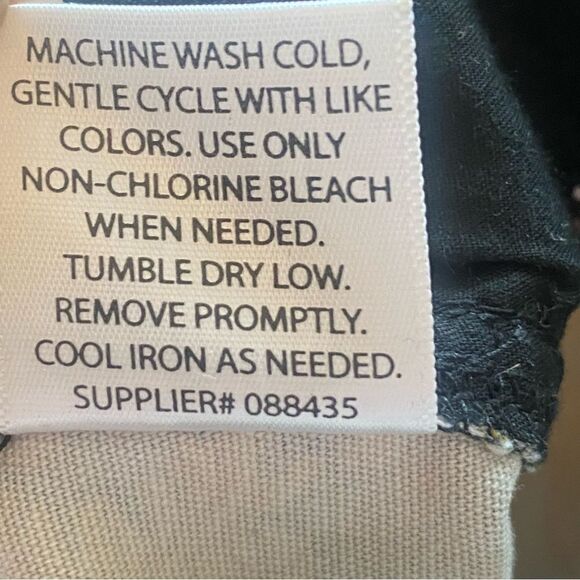 MACHINE WASH COLD,
GENTLE CYCLE WITH LIKE
COLORS. USE ONLY
NON-CHLORINE BLEACH
WHEN NEEDED.
TUMBLE DRY LOW.
REMOVE PROMPTLY.
COOL IRON AS NEEDED.
SUPPLIER# 088435